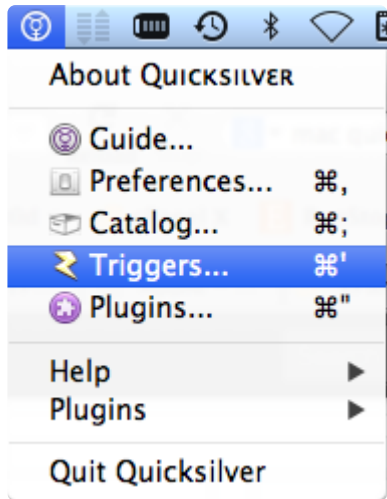 About Quicksilver
Guide...
Preferences... ⌘,
Catalog... ⌘;
Triggers... ⌘'
Plugins... ⌘"
Help ▶
Plugins ▶
Quit Quicksilver